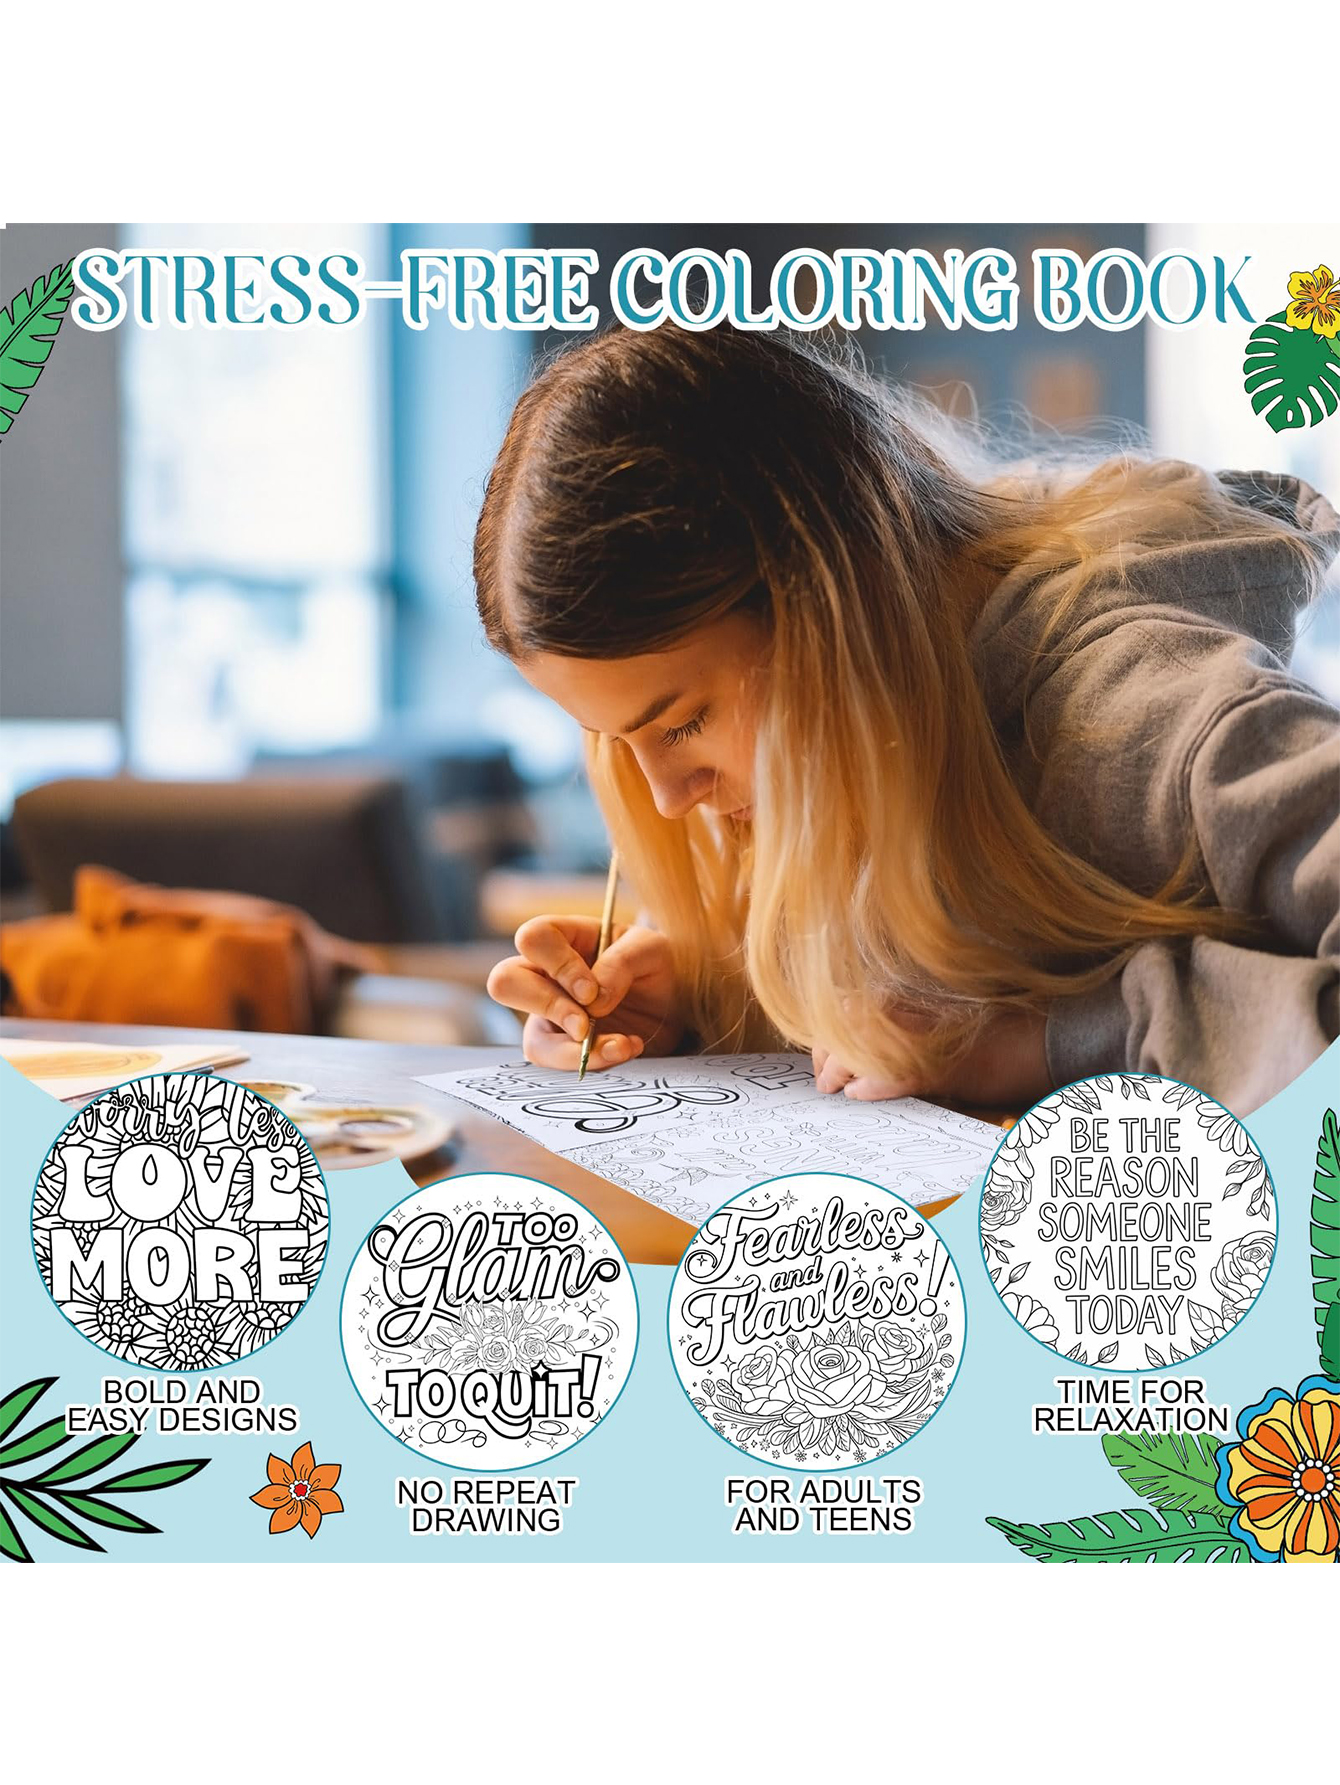 STRESS-FREE COLORING BOOK
Worry less
LOVE
MORE
BOLD AND
EASY DESIGNS
TOO
Glam
TO QUiT!
NO REPEAT
DRAWING
Fearless
and
Flawless!
FOR ADULTS
AND TEENS
BE THE
REASON
SOMEONE
SMILES
TODAY
TIME FOR
RELAXATION